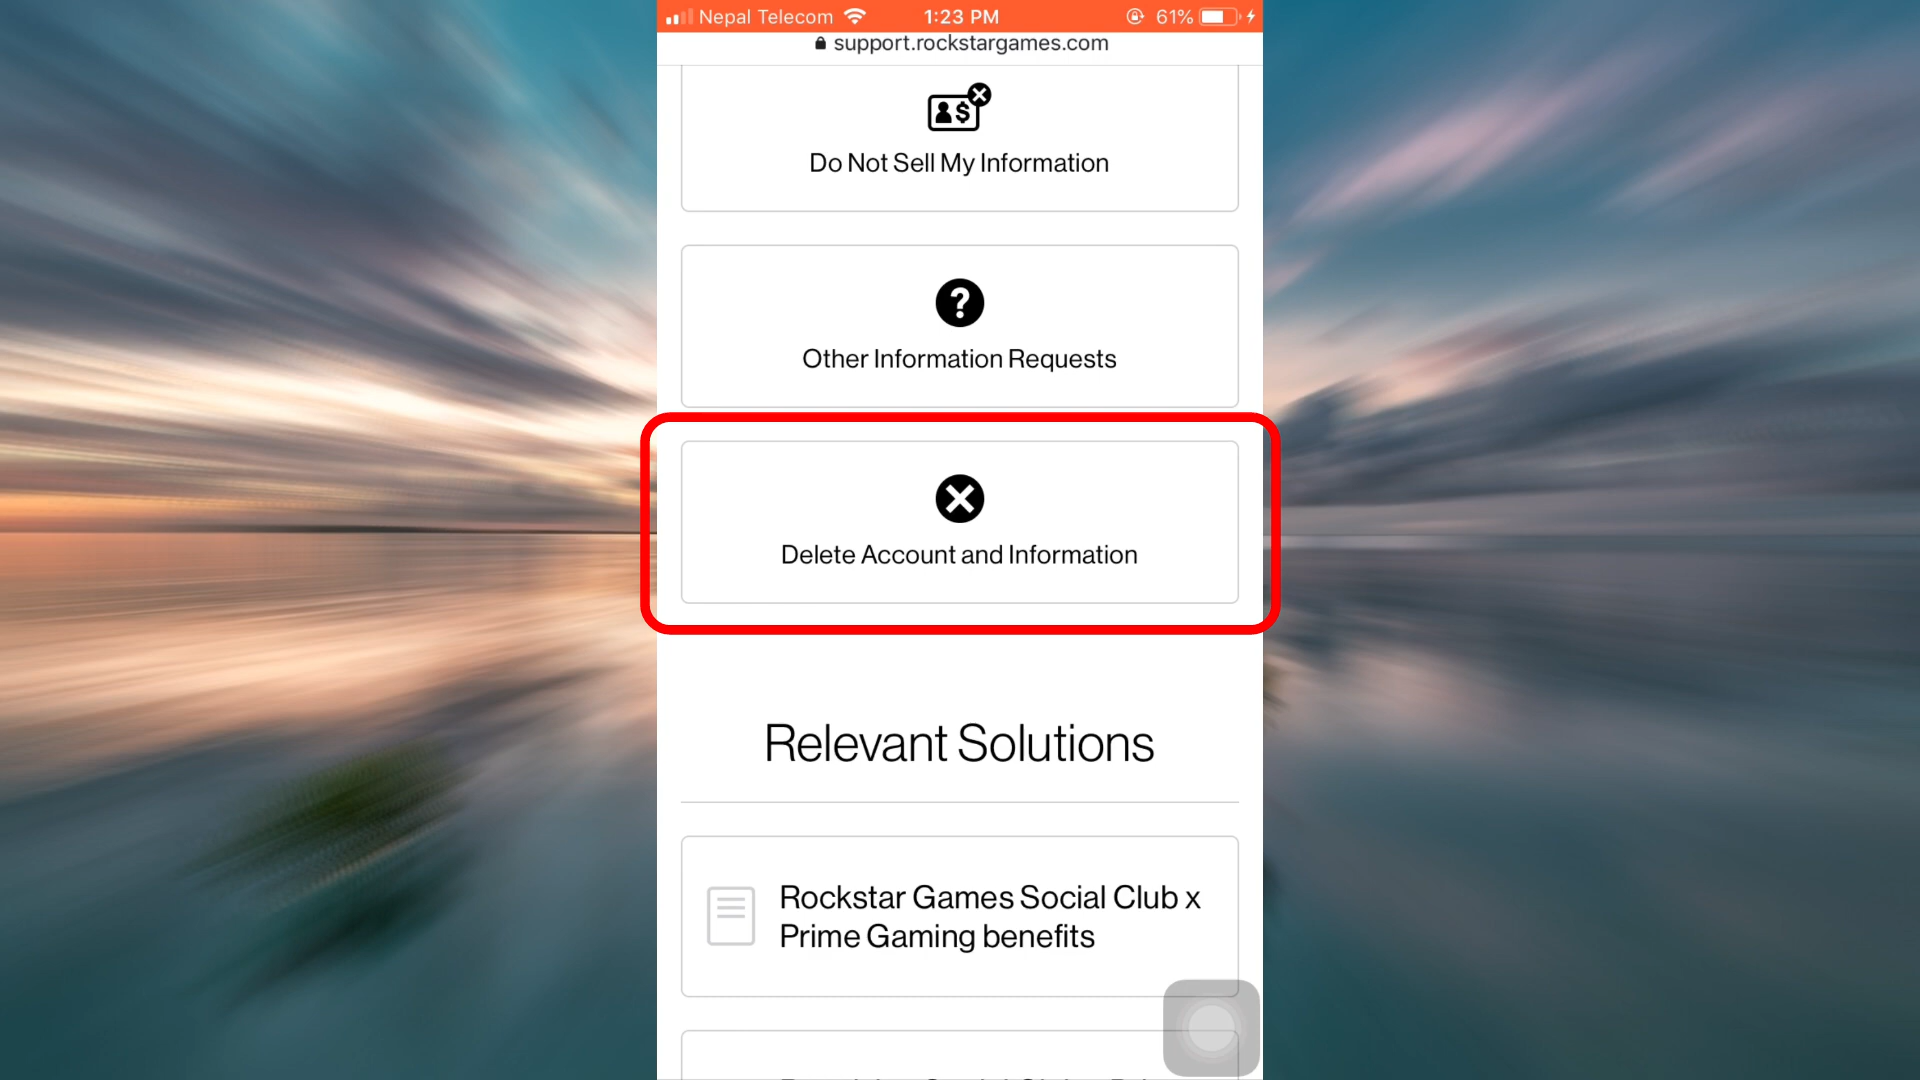 Nepal Telecom 1:23 PM 61%
support.rockstargames.com
Do Not Sell My Information
Other Information Requests
Delete Account and Information
Relevant Solutions
Rockstar Games Social Club x
Prime Gaming benefits